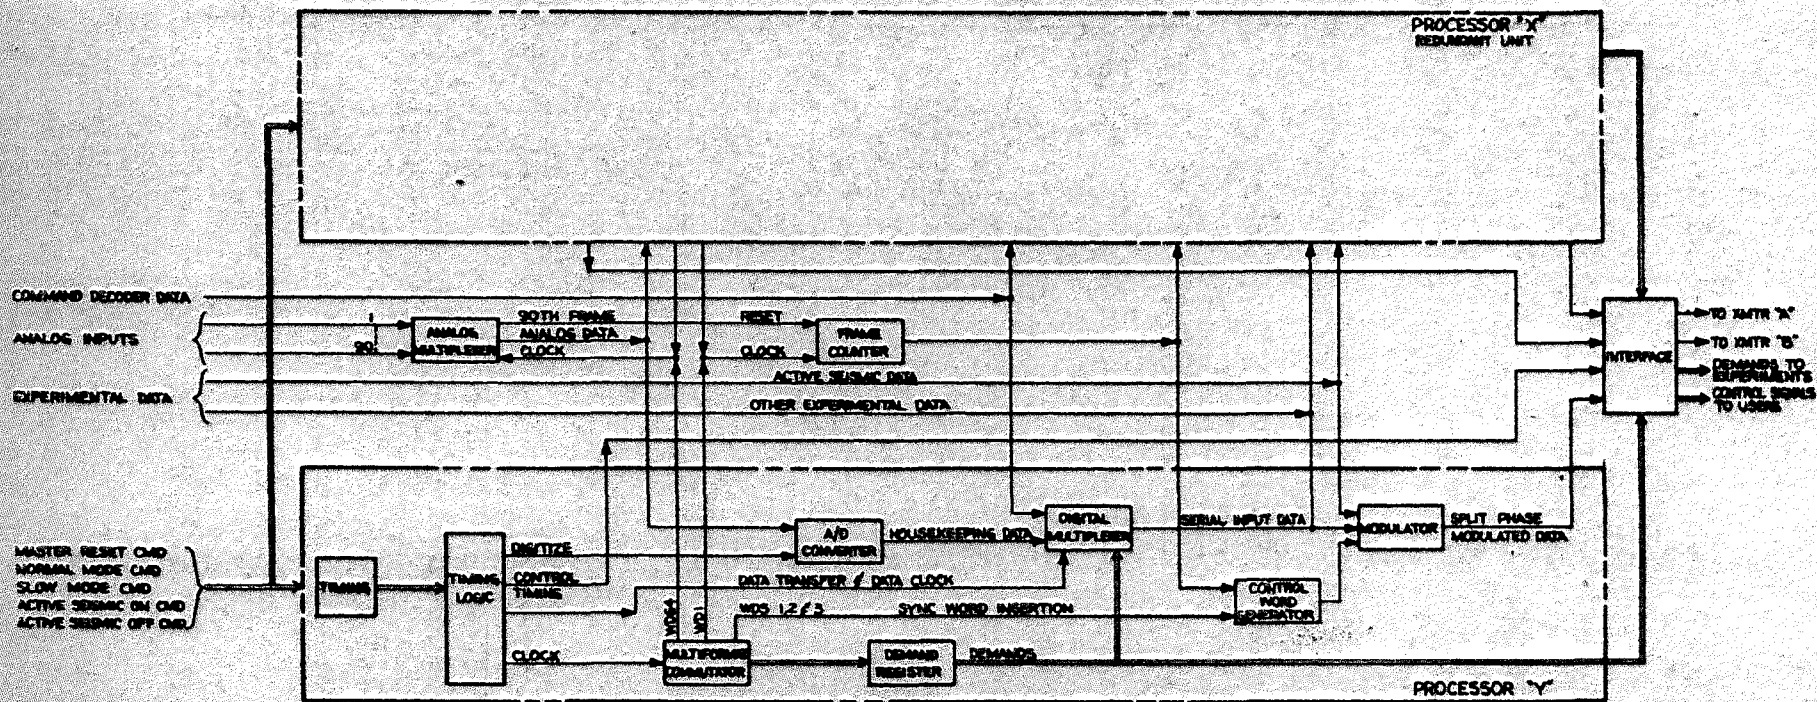 PROCESSOR "X"
REDUNDANT UNIT
COMMAND DECODER DATA
ANALOG INPUTS
1
90
ANALOG
MULTIPLEXER
90TH FRAME
ANALOG DATA
CLOCK
RESET
CLOCK
FRAME
COUNTER
EXPERIMENTAL DATA
ACTIVE SEISMIC DATA
OTHER EXPERIMENTAL DATA
INTERFACE
TO XMTR "A"
TO XMTR "B"
DEMANDS TO
EXPERIMENTS
CONTROL SIGNALS
TO USERS
MASTER RESET CMD
NORMAL MODE CMD
SLOW MODE CMD
ACTIVE SEISMIC ON CMD
ACTIVE SEISMIC OFF CMD
TIMING
TIMING
LOGIC
DIGITIZE
CONTROL
TIMING
CLOCK
A/D
CONVERTER
HOUSEKEEPING DATA
DIGITAL
MULTIPLEXER
SERIAL INPUT DATA
MODULATOR
SPLIT PHASE
MODULATED DATA
DATA TRANSFER & DATA CLOCK
WD64
WD1
WDS 1,2 & 3
SYNC WORD INSERTION
CONTROL
WORD
GENERATOR
MULTIFORMAT
COMMUTATOR
DEMAND
REGISTER
DEMANDS
PROCESSOR "Y"